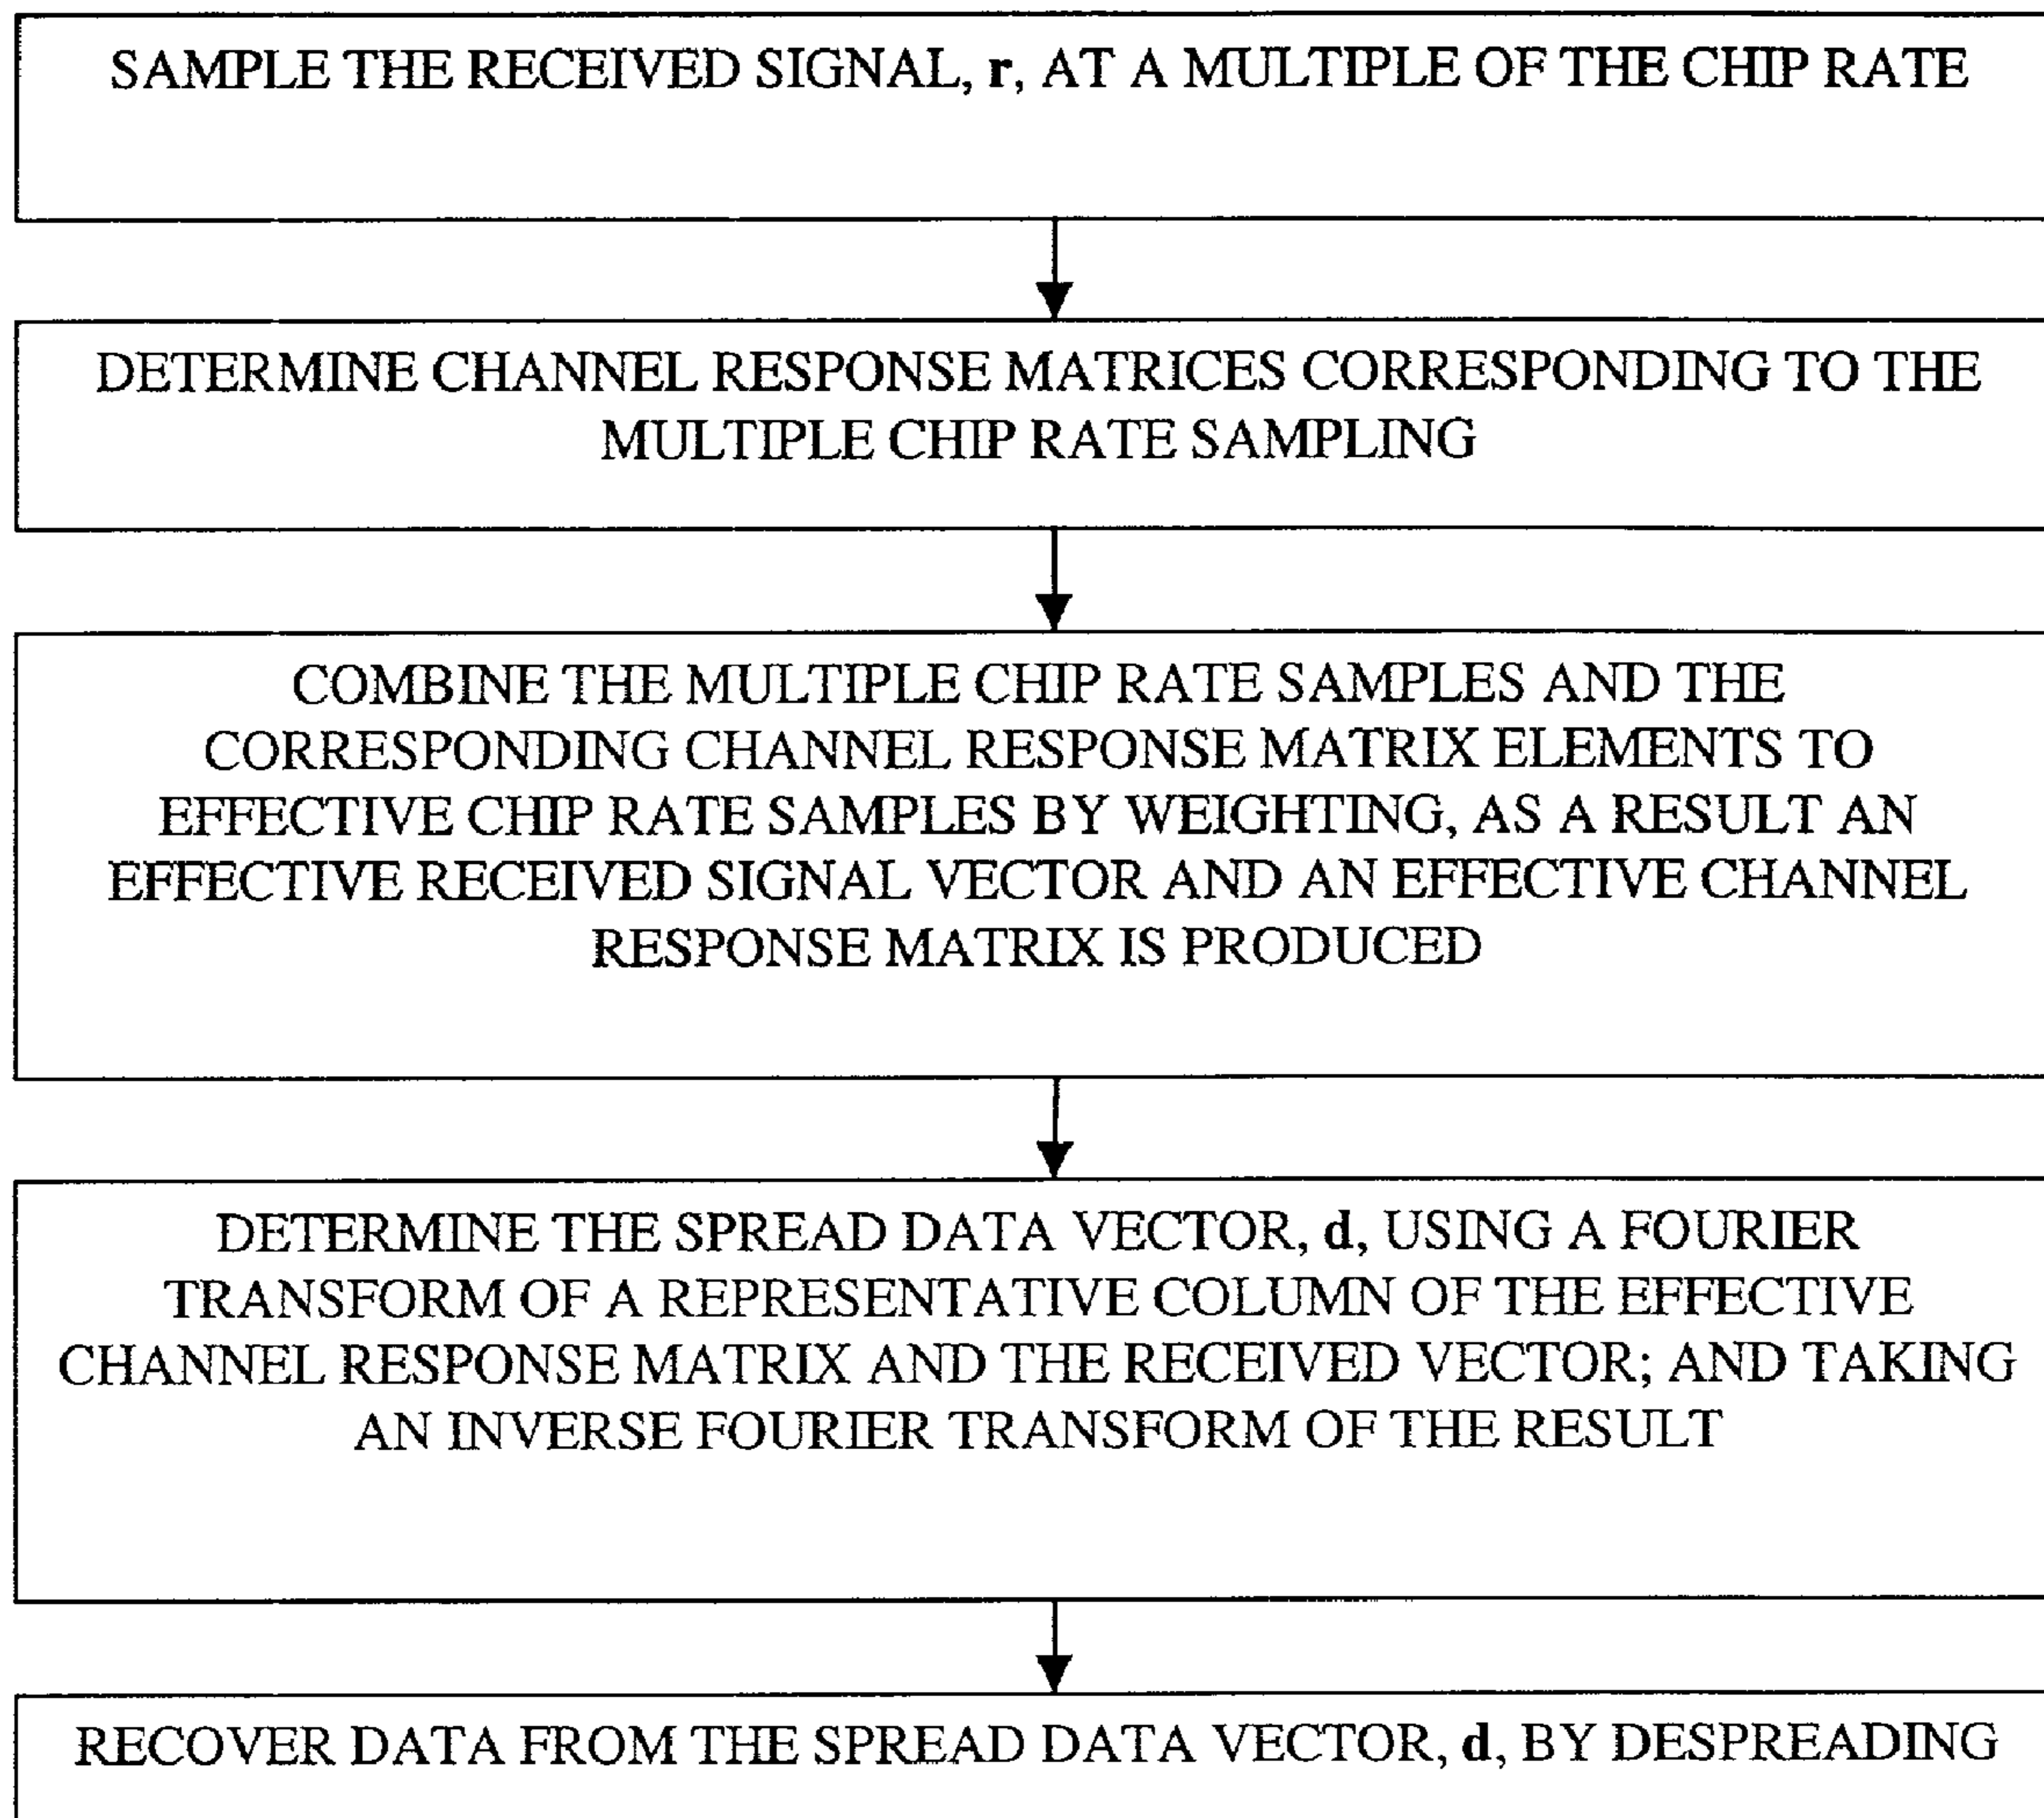 SAMPLE THE RECEIVED SIGNAL, r, AT A MULTIPLE OF THE CHIP RATE
DETERMINE CHANNEL RESPONSE MATRICES CORRESPONDING TO THE
MULTIPLE CHIP RATE SAMPLING
COMBINE THE MULTIPLE CHIP RATE SAMPLES AND THE
CORRESPONDING CHANNEL RESPONSE MATRIX ELEMENTS TO
EFFECTIVE CHIP RATE SAMPLES BY WEIGHTING, AS A RESULT AN
EFFECTIVE RECEIVED SIGNAL VECTOR AND AN EFFECTIVE CHANNEL
RESPONSE MATRIX IS PRODUCED
DETERMINE THE SPREAD DATA VECTOR, d, USING A FOURIER
TRANSFORM OF A REPRESENTATIVE COLUMN OF THE EFFECTIVE
CHANNEL RESPONSE MATRIX AND THE RECEIVED VECTOR; AND TAKING
AN INVERSE FOURIER TRANSFORM OF THE RESULT
RECOVER DATA FROM THE SPREAD DATA VECTOR, d, BY DESPREADING